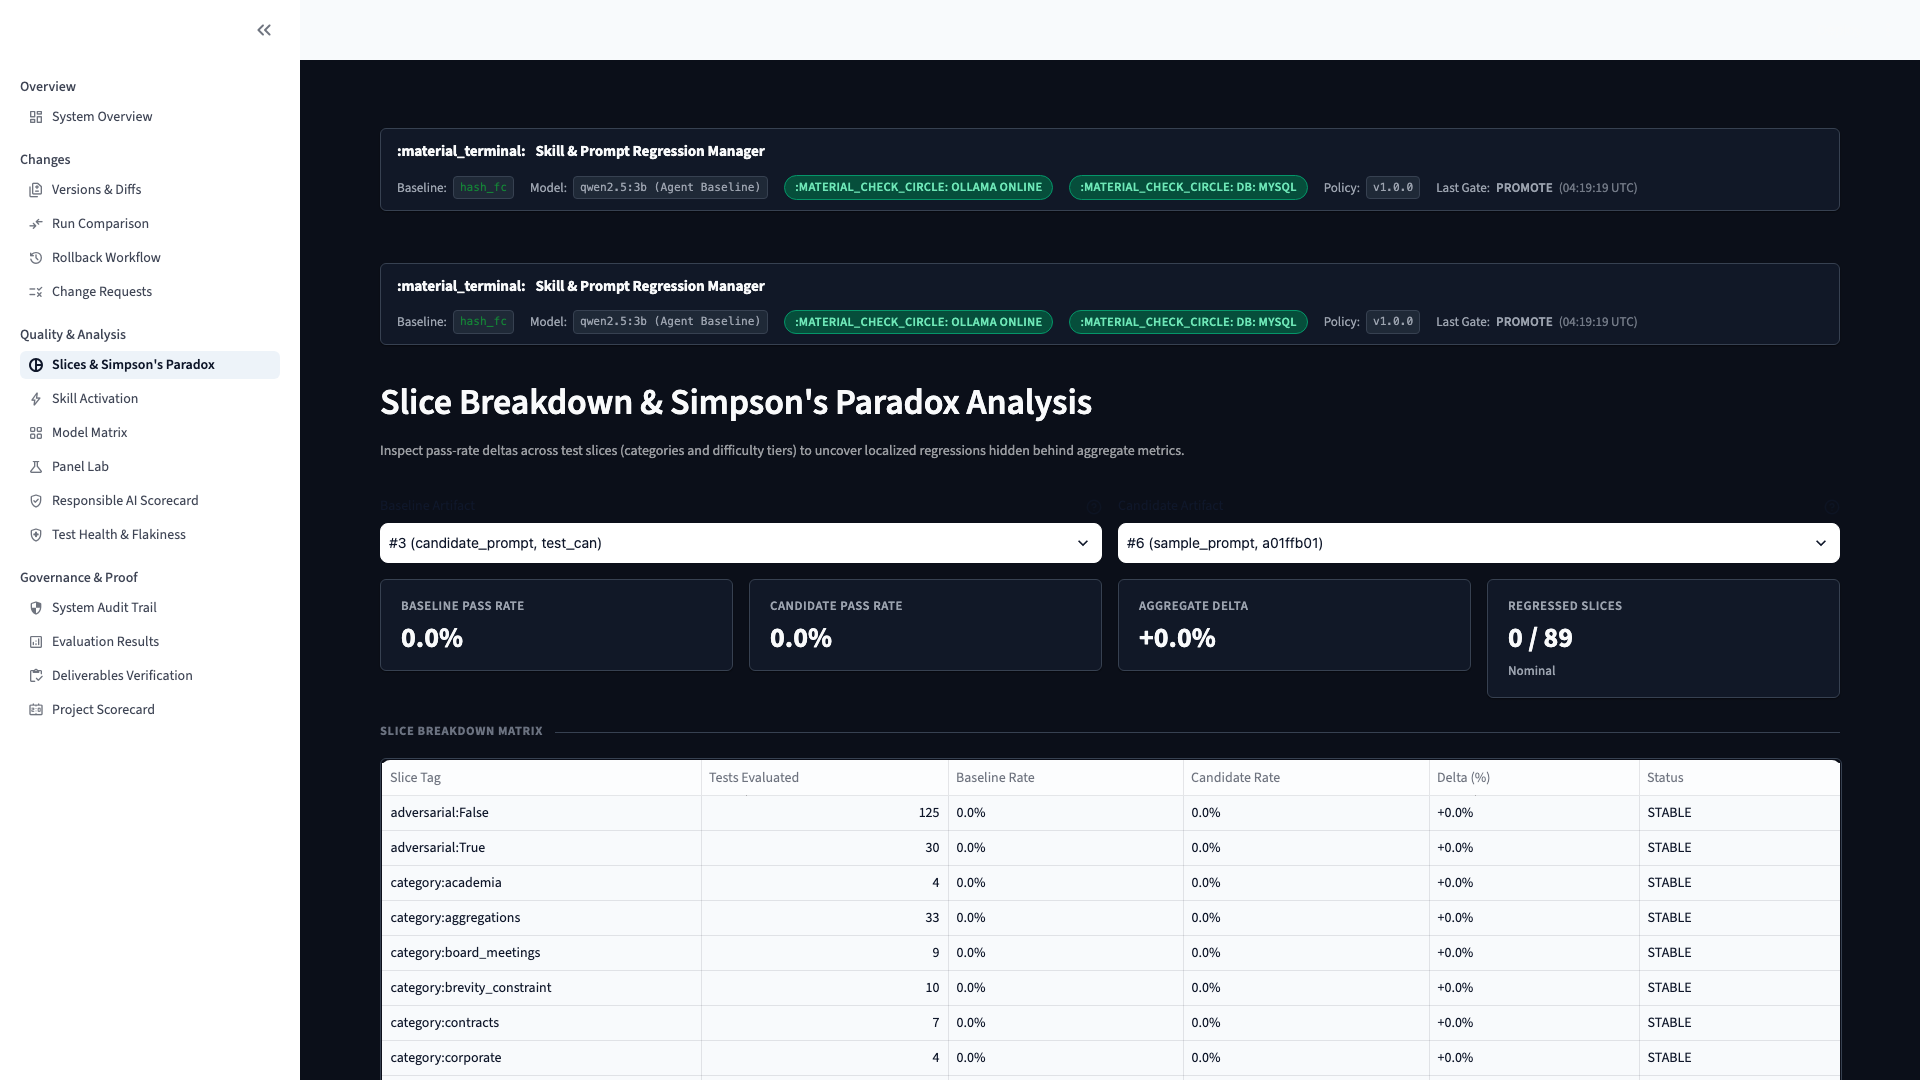 Overview
System Overview
Changes
Versions & Diffs
Run Comparison
Rollback Workflow
Change Requests
Quality & Analysis
Slices & Simpson's Paradox
Skill Activation
Model Matrix
Panel Lab
Responsible AI Scorecard
Test Health & Flakiness
Governance & Proof
System Audit Trail
Evaluation Results
Deliverables Verification
Project Scorecard
:material_terminal: Skill & Prompt Regression Manager
Baseline: hash_fc Model: qwen2.5:3b (Agent Baseline) :MATERIAL_CHECK_CIRCLE: OLLAMA ONLINE :MATERIAL_CHECK_CIRCLE: DB: MYSQL Policy: v1.0.0 Last Gate: PROMOTE (04:19:19 UTC)
:material_terminal: Skill & Prompt Regression Manager
Baseline: hash_fc Model: qwen2.5:3b (Agent Baseline) :MATERIAL_CHECK_CIRCLE: OLLAMA ONLINE :MATERIAL_CHECK_CIRCLE: DB: MYSQL Policy: v1.0.0 Last Gate: PROMOTE (04:19:19 UTC)
Slice Breakdown & Simpson's Paradox Analysis
Inspect pass-rate deltas across test slices (categories and difficulty tiers) to uncover localized regressions hidden behind aggregate metrics.
Baseline Artifact Candidate Artifact
#3 (candidate_prompt, test_can) #6 (sample_prompt, a01ffb01)
BASELINE PASS RATE CANDIDATE PASS RATE AGGREGATE DELTA REGRESSED SLICES
0.0% 0.0% +0.0% 0 / 89
Nominal
SLICE BREAKDOWN MATRIX
Slice Tag Tests Evaluated Baseline Rate Candidate Rate Delta (%) Status
adversarial:False 125 0.0% 0.0% +0.0% STABLE
adversarial:True 30 0.0% 0.0% +0.0% STABLE
category:academia 4 0.0% 0.0% +0.0% STABLE
category:aggregations 33 0.0% 0.0% +0.0% STABLE
category:board_meetings 9 0.0% 0.0% +0.0% STABLE
category:brevity_constraint 10 0.0% 0.0% +0.0% STABLE
category:contracts 7 0.0% 0.0% +0.0% STABLE
category:corporate 4 0.0% 0.0% +0.0% STABLE